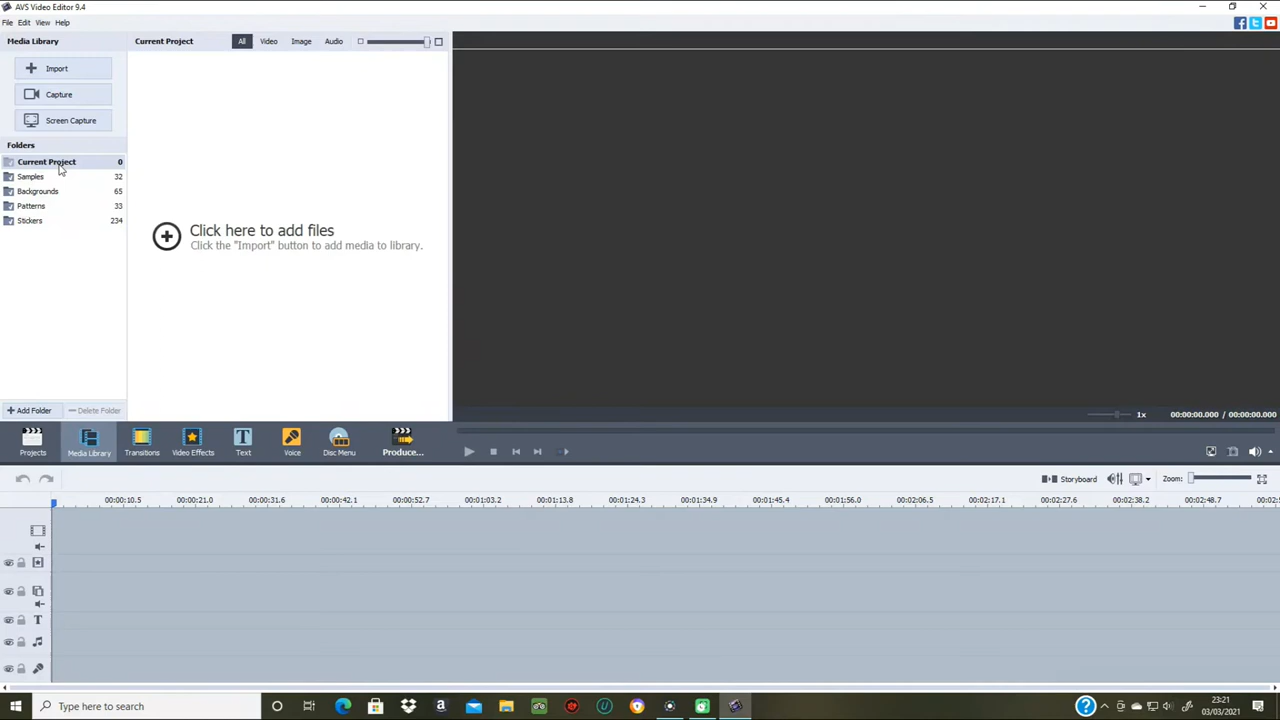 AVS Video Editor 9.4
File Edit View Help
Media Library
Current Project All Video Image Audio
Import
Capture
Screen Capture
Folders
Current Project 0
Samples 32
Backgrounds 65
Patterns 33
Stickers 234
Click here to add files
Click the "Import" button to add media to library.
Add Folder Delete Folder
1x 00:00:00.000 / 00:00:00.000
Projects Media Library Transitions Video Effects Text Voice Disc Menu Produce...
Storyboard Zoom:
00:00:10.5 00:00:21.0 00:00:31.6 00:00:42.1 00:00:52.7 00:01:03.2 00:01:13.8 00:01:24.3 00:01:34.9 00:01:45.4 00:01:56.0 00:02:06.5 00:02:17.1 00:02:27.6 00:02:38.2 00:02:48.7 00:02:5
T
Type here to search
23:21
03/03/2021